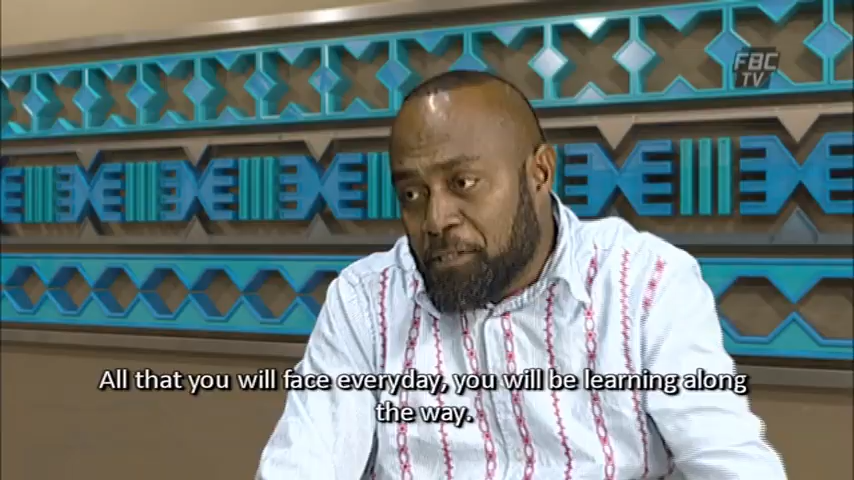 FBC
TV
All that you will face everyday, you will be learning along
the way.